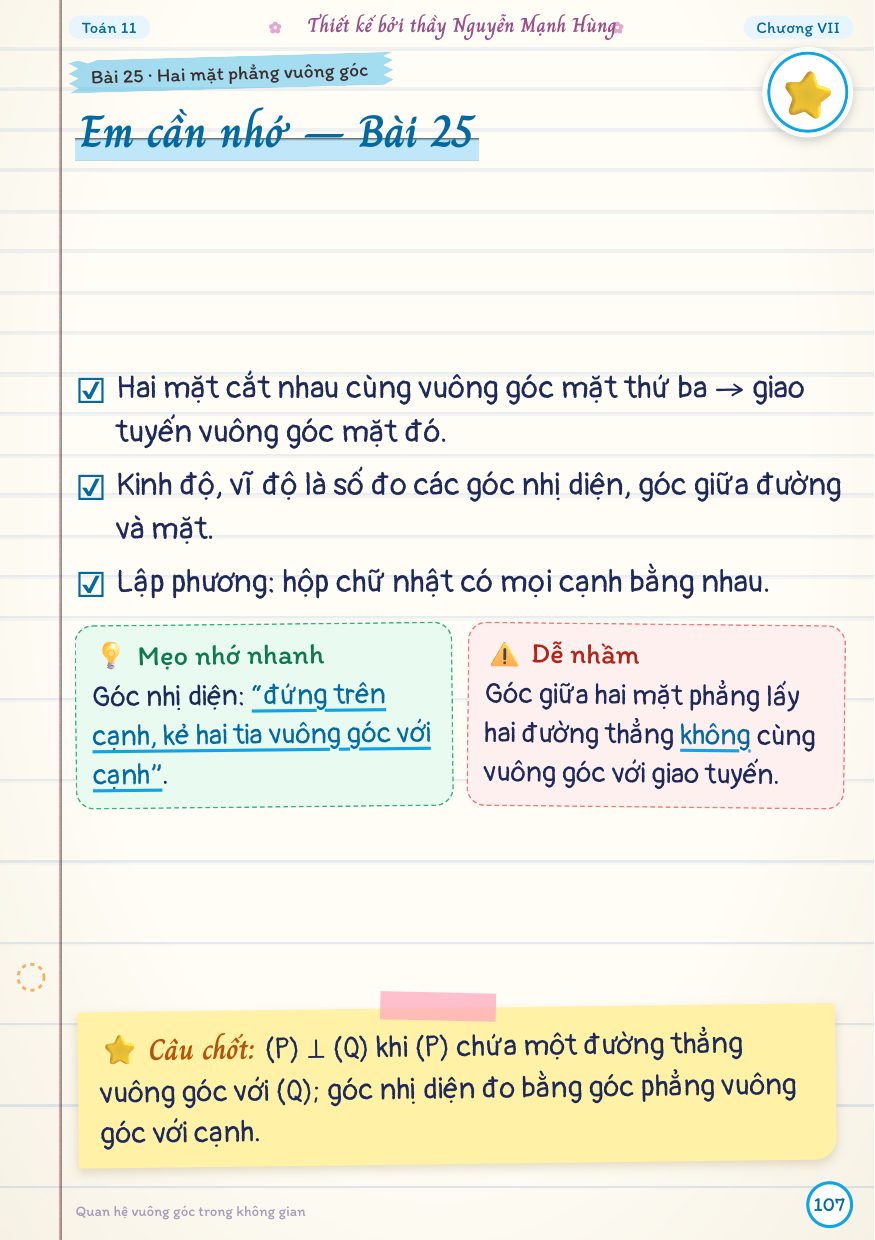 Toán 11
Thiết kế bởi thầy Nguyễn Mạnh Hùng
Chương VII
Bài 25 · Hai mặt phẳng vuông góc
Em cần nhớ — Bài 25
☑ Hai mặt cắt nhau cùng vuông góc mặt thứ ba → giao
tuyến vuông góc mặt đó.
☑ Kinh độ, vĩ độ là số đo các góc nhị diện, góc giữa đường
và mặt.
☑ Lập phương: hộp chữ nhật có mọi cạnh bằng nhau.
Mẹo nhớ nhanh
Góc nhị diện: “đứng trên
cạnh, kẻ hai tia vuông góc với
cạnh”.
Dễ nhầm
Góc giữa hai mặt phẳng lấy
hai đường thẳng không cùng
vuông góc với giao tuyến.
Câu chốt: (P) ⊥ (Q) khi (P) chứa một đường thẳng
vuông góc với (Q); góc nhị diện đo bằng góc phẳng vuông
góc với cạnh.
Quan hệ vuông góc trong không gian
107